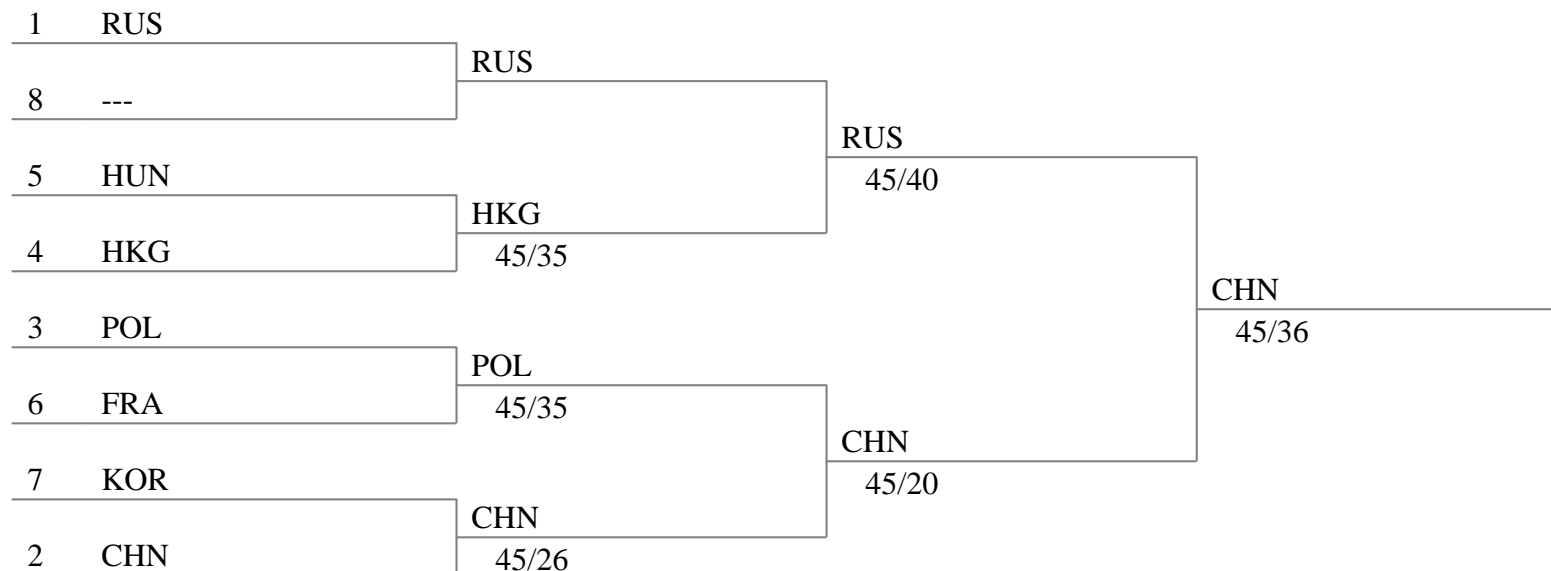 1 RUS
8 ---
5 HUN
4 HKG
3 POL
6 FRA
7 KOR
2 CHN
RUS
HKG
45/35
POL
45/35
CHN
45/26
RUS
45/40
CHN
45/20
CHN
45/36